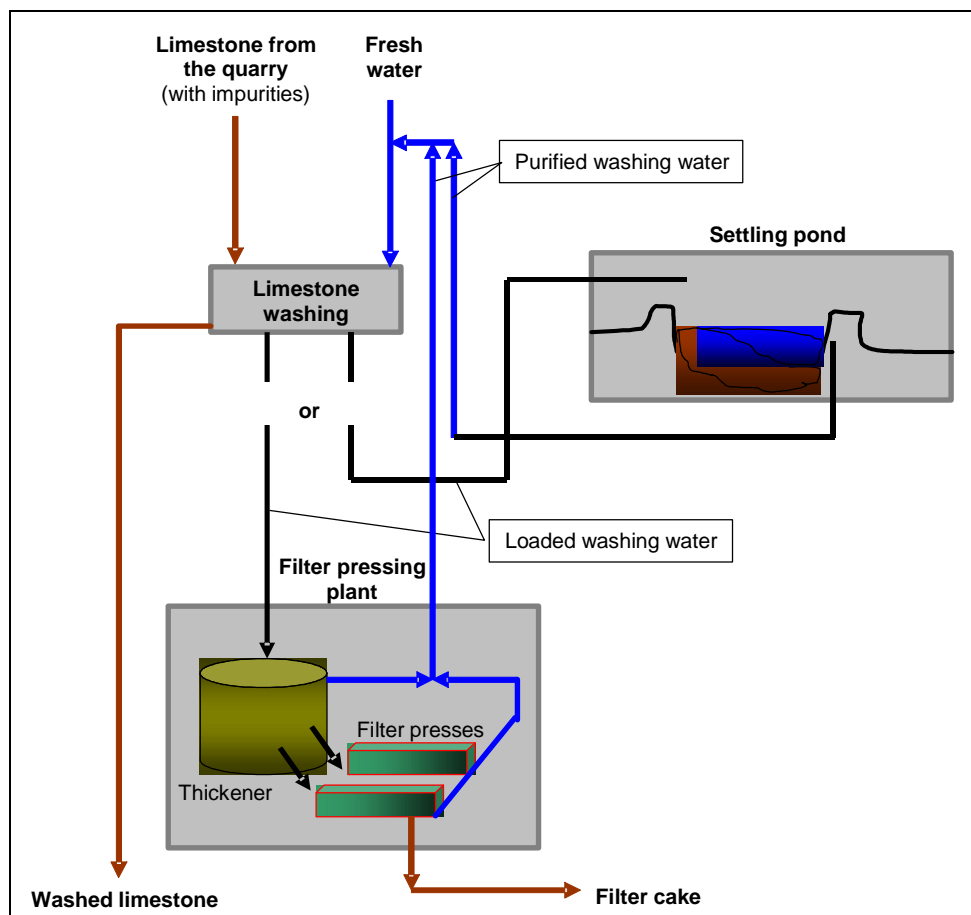 Limestone from
the quarry
(with impurities)
Fresh
water
Purified washing water
Settling pond
Limestone
washing
or
Loaded washing water
Filter pressing
plant
Filter presses
Thickener
Washed limestone
Filter cake